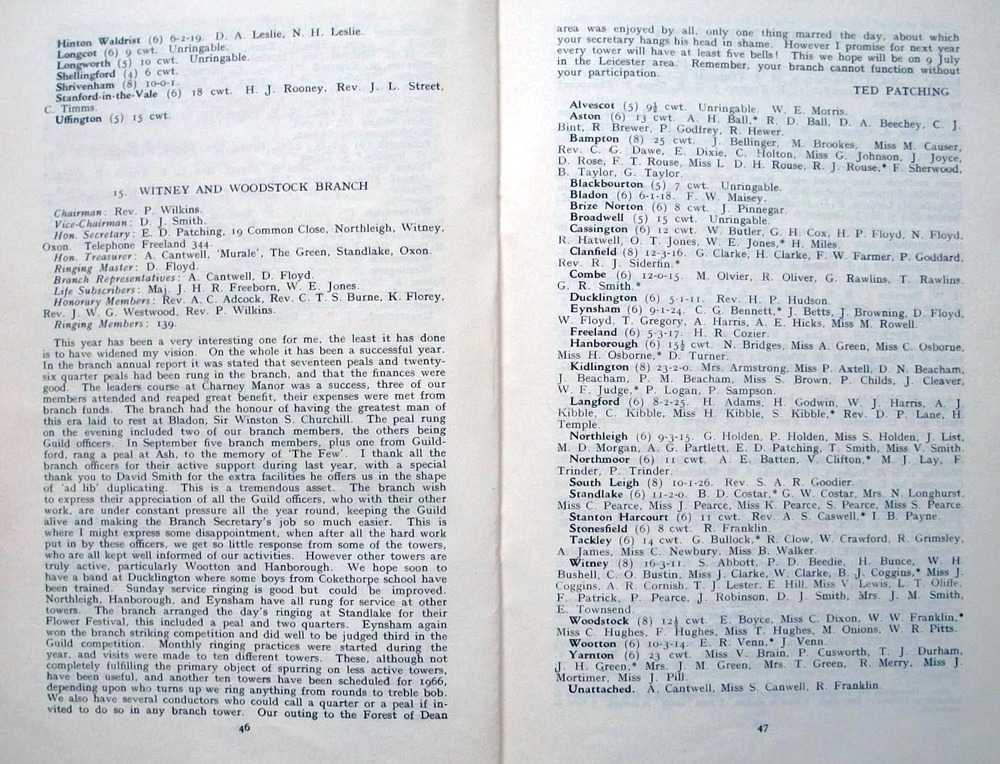 Hinton Waldrist (6) 6-2-19. D. A. Leslie, N. H. Leslie.
Longcot (6) 9 cwt. Unringable.
Longworth (5) 10 cwt. Unringable.
Shellingford (4) 6 cwt.
Shrivenham (8) 10-0-1.
Stanford-in-the-Vale (6) 18 cwt. H. J. Rooney, Rev. J. L. Street,
C. Timms.
Uffington (5) 15 cwt.
15. WITNEY AND WOODSTOCK BRANCH
Chairman: Rev. P. Wilkins.
Vice-Chairman: D. J. Smith.
Hon. Secretary: E. D. Patching, 19 Common Close, Northleigh, Witney,
Oxon. Telephone Freeland 344.
Hon. Treasurer: A. Cantwell, 'Murale', The Green, Standlake, Oxon.
Ringing Master: D. Floyd.
Branch Representatives: A. Cantwell, D. Floyd.
Life Subscribers: Maj. J. H. R. Freeborn, W. E. Jones.
Honorary Members: Rev. A. C. Adcock, Rev. C. T. S. Burne, K. Florey,
Rev. J. W. G. Westwood, Rev. P. Wilkins.
Ringing Members: 139.
This year has been a very interesting one for me, the least it has done
is to have widened my vision. On the whole it has been a successful year.
In the branch annual report it was stated that seventeen peals and twenty-
six quarter peals had been rung in the branch, and that the finances were
good. The leaders course at Charney Manor was a success, three of our
members attended and reaped great benefit, their expenses were met from
branch funds. The branch had the honour of having the greatest man of
this era laid to rest at Bladon, Sir Winston S. Churchill. The peal rung
on the evening included two of our branch members, the others being
Guild officers. In September five branch members, plus one from Guild-
ford, rang a peal at Ash, to the memory of 'The Few'. I thank all the
branch officers for their active support during last year, with a special
thank you to David Smith for the extra facilities he offers us in the shape
of 'ad lib' duplicating. This is a tremendous asset. The branch wish
to express their appreciation of all the Guild officers, who with their other
work, are under constant pressure all the year round, keeping the Guild
alive and making the Branch Secretary's job so much easier. This is
where I might express some disappointment, when after all the hard work
put in by these officers, we get so little response from some of the towers,
who are all kept well informed of our activities. However other towers are
truly active, particularly Wootton and Hanborough. We hope soon to
have a band at Ducklington where some boys from Cokethorpe school have
been trained. Sunday service ringing is good but could be improved.
Northleigh, Hanborough, and Eynsham have all rung for service at other
towers. The branch arranged the day's ringing at Standlake for their
Flower Festival, this included a peal and two quarters. Eynsham again
won the branch striking competition and did well to be judged third in the
Guild competition. Monthly ringing practices were started during the
year, and visits were made to ten different towers. These, although not
completely fulfilling the primary object of spurring on less active towers,
have been useful, and another ten towers have been scheduled for 1966,
depending upon who turns up we ring anything from rounds to treble bob.
We also have several conductors who could call a quarter or a peal if in-
vited to do so in any branch tower. Our outing to the Forest of Dean
46
area was enjoyed by all, only one thing marred the day, about which
your secretary hangs his head in shame. However I promise for next year
every tower will have at least five bells! This we hope will be on 9 July
in the Leicester area. Remember, your branch cannot function without
your participation.
TED PATCHING
Alvescot (5) 9½ cwt. Unringable. W. E. Morris.
Aston (6) 13 cwt. A. H. Ball,* R. D. Ball, D. A. Beechey, C. J.
Bint, R. Brewer, P. Godfrey, R. Hewer.
Bampton (8) 25 cwt. J. Bellinger, M. Brookes, Miss M. Causer,
Rev. C. G. Dawe, E. Dixie, C. Holton, Miss G. Johnson, J. Joyce,
D. Rose, F. T. Rouse, Miss L D. H. Rouse, R. J. Rouse,* F. Sherwood,
B. Taylor, G. Taylor.
Blackbourton (5) 7 cwt. Unringable.
Bladon (6) 6-1-18. F. W. Maisey.
Brize Norton (6) 8 cwt. J. Pinnegar.
Broadwell (5) 15 cwt. Unringable.
Cassington (6) 12 cwt. W. Butler, G. H. Cox, H. P. Floyd, N. Floyd,
R. Hatwell, O. T. Jones, W. E. Jones,* H. Miles.
Clanfield (6) 12-3-16. G. Clarke, H. Clarke, F. W. Farmer, P. Goddard,
Rev. R. J. Siderfin.*
Combe (6) 12-0-15. M. Olvier, R. Oliver, G. Rawlins, T. Rawlins
G. R. Smith.*
Ducklington (6) 5-1-11. Rev. H. P. Hudson.
Eynsham (6) 9-1-24. C. G. Bennett,* J. Betts, J. Browning, D. Floyd,
W. Floyd, T. Gregory, A. Harris, A. E. Hicks, Miss M. Rowell.
Freeland (6) 5-3-17. H. R. Cozier.
Hanborough (6) 15½ cwt. N. Bridges, Miss A. Green, Miss C. Osborne,
Miss H. Osborne,* D. Turner.
Kidlington (8) 23-2-0. Mrs. Armstrong, Miss P. Axtell, D. N. Beacham,
J. Beacham, P. M. Beacham, Miss S. Brown, P. Childs, J. Cleaver,
W. F. Judge,* P. Logan, P. Sampson.
Langford (6) 8-2-25. H. Adams, H. Godwin, W. J. Harris, A. J.
Kibble, C. Kibble, Miss H. Kibble, S. Kibble,* Rev. D. P. Lane, H.
Temple.
Northleigh (6) 9-3-15. G. Holden, P. Holden, Miss S. Holden, J. List,
M. D. Morgan, A. G. Partlett, E. D. Patching, T. Smith, Miss V. Smith.
Northmoor (6) 11 cwt. A. E. Batten, V. Clifton,* M. J. Lay, F.
Trinder, P. Trinder.
South Leigh (8) 10-1-26. Rev. S. A. R. Goodier.
Standlake (6) 11-2-0. B. D. Costar,* G. W. Costar, Mrs. N. Longhurst,
Miss C. Pearce, Miss J. Pearce, Miss K. Pearce, S. Pearce, S. Pearce.
Stanton Harcourt (6) 11 cwt. Rev. A. S. Caswell,* I. B. Payne.
Stonesfield (6) 8 cwt. R. Franklin.
Tackley (6) 14 cwt. G. Bullock,* R. Clow, W. Crawford, R. Grimsley,
A. James, Miss C. Newbury, Miss B. Walker.
Witney (8) 16-3-11. S. Abbott, P. D. Beedie, H. Bunce, W. H.
Bushell, C. O. Bustin, Miss J. Clarke, W. Clarke, B. J. Coggins,* Miss J.
Coggins, A. R. Cornish, T. J. Lester, E. Hill, Miss V. Lewis, L. T. Oliffe,
F. Patrick, P. Pearce, J. Robinson, D. J. Smith, Mrs. J. M. Smith,
E. Townsend.
Woodstock (8) 12½ cwt. E. Boyce, Miss C. Dixon, W. W. Franklin,*
Miss C. Hughes, F. Hughes, Miss T. Hughes, M. Onions, W. R. Pitts.
Wootton (6) 10-3-14. E. R. Venn,* J. Venn.
Yarnton (6) 23 cwt. Miss V. Brain, P. Cusworth, T. J. Durham,
J. H. Green,* Mrs. J. M. Green, Mrs. T. Green, R. Merry, Miss J.
Mortimer, Miss J. Pill.
Unattached. A. Cantwell, Miss S. Canwell, R. Franklin.
47